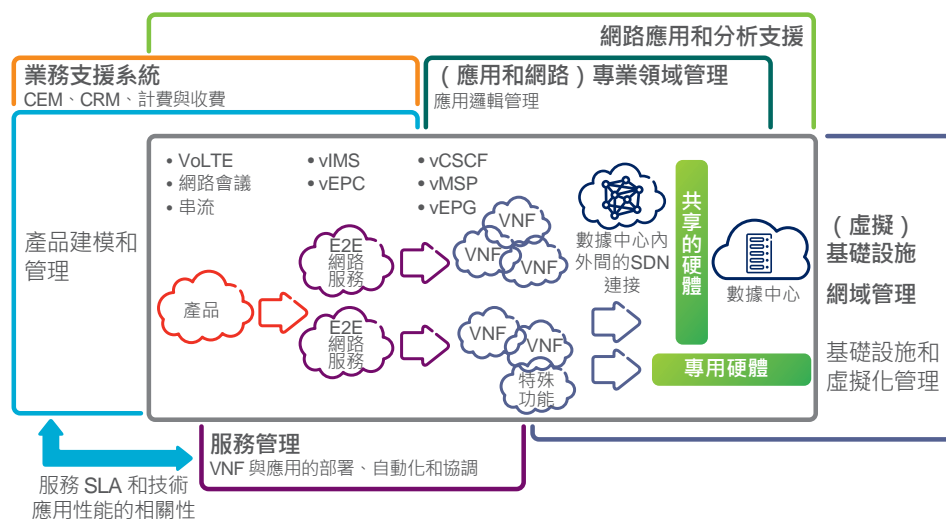 網路應用和分析支援
業務支援系統
CEM、CRM、計費與收費
（應用和網路）專業領域管理
應用邏輯管理
• VoLTE
• 網路會議
• 串流
• vIMS
• vEPC
• vCSCF
• vMSP
• vEPG
產品建模和
管理
產品
E2E
網路
服務
E2E
網路
服務
VNF
VNF
VNF
VNF
VNF
特殊
功能
數據中心內
外間的SDN
連接
共享的硬體
數據中心
專用硬體
（虛擬）
基礎設施
網域管理
基礎設施和
虛擬化管理
服務管理
VNF 與應用的部署、自動化和協調
服務 SLA 和技術
應用性能的相關性